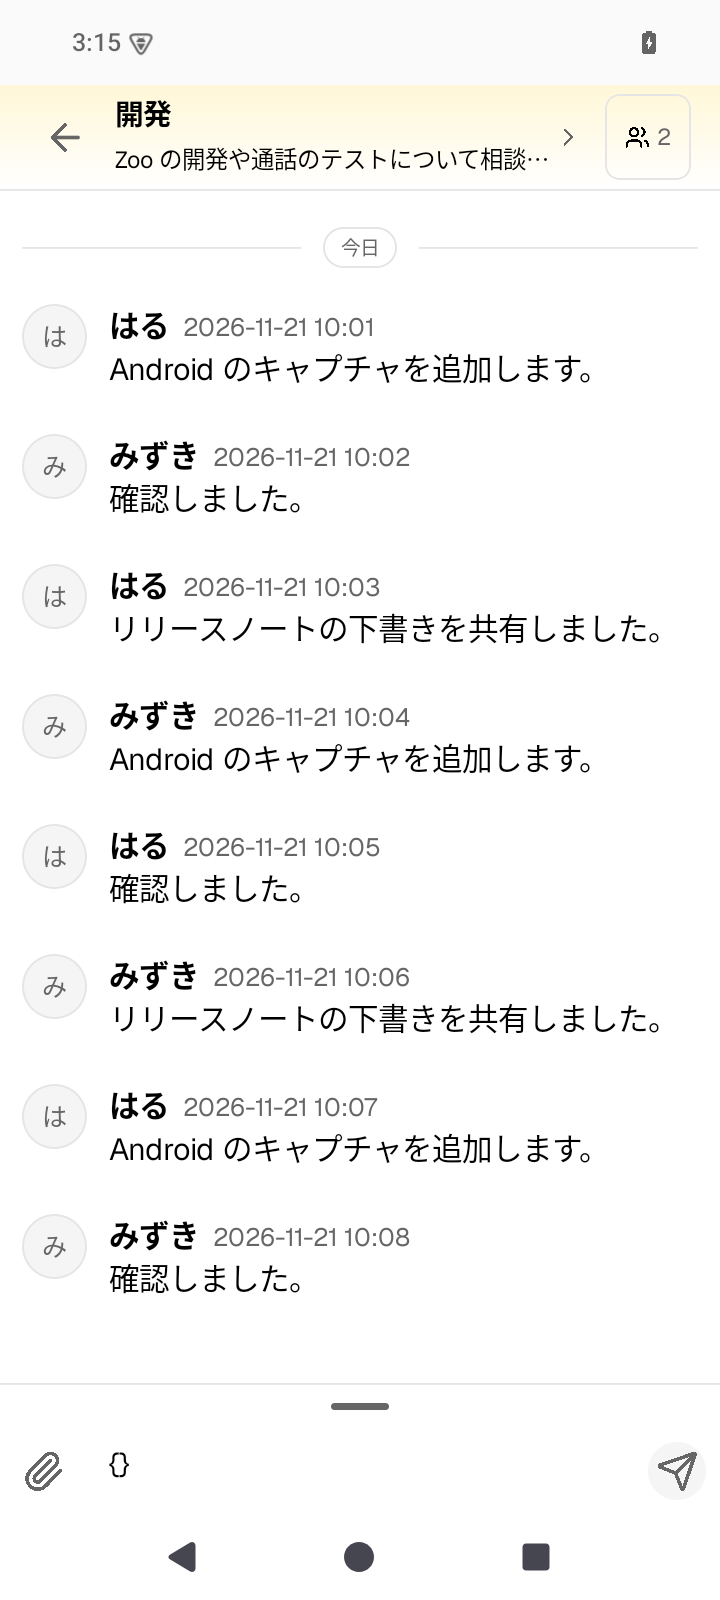 3:15
開発
Zoo の開発や通話のテストについて相談…
2
今日
は
はる 2026-11-21 10:01
Android のキャプチャを追加します。
み
みずき 2026-11-21 10:02
確認しました。
は
はる 2026-11-21 10:03
リリースノートの下書きを共有しました。
み
みずき 2026-11-21 10:04
Android のキャプチャを追加します。
は
はる 2026-11-21 10:05
確認しました。
み
みずき 2026-11-21 10:06
リリースノートの下書きを共有しました。
は
はる 2026-11-21 10:07
Android のキャプチャを追加します。
み
みずき 2026-11-21 10:08
確認しました。
{}